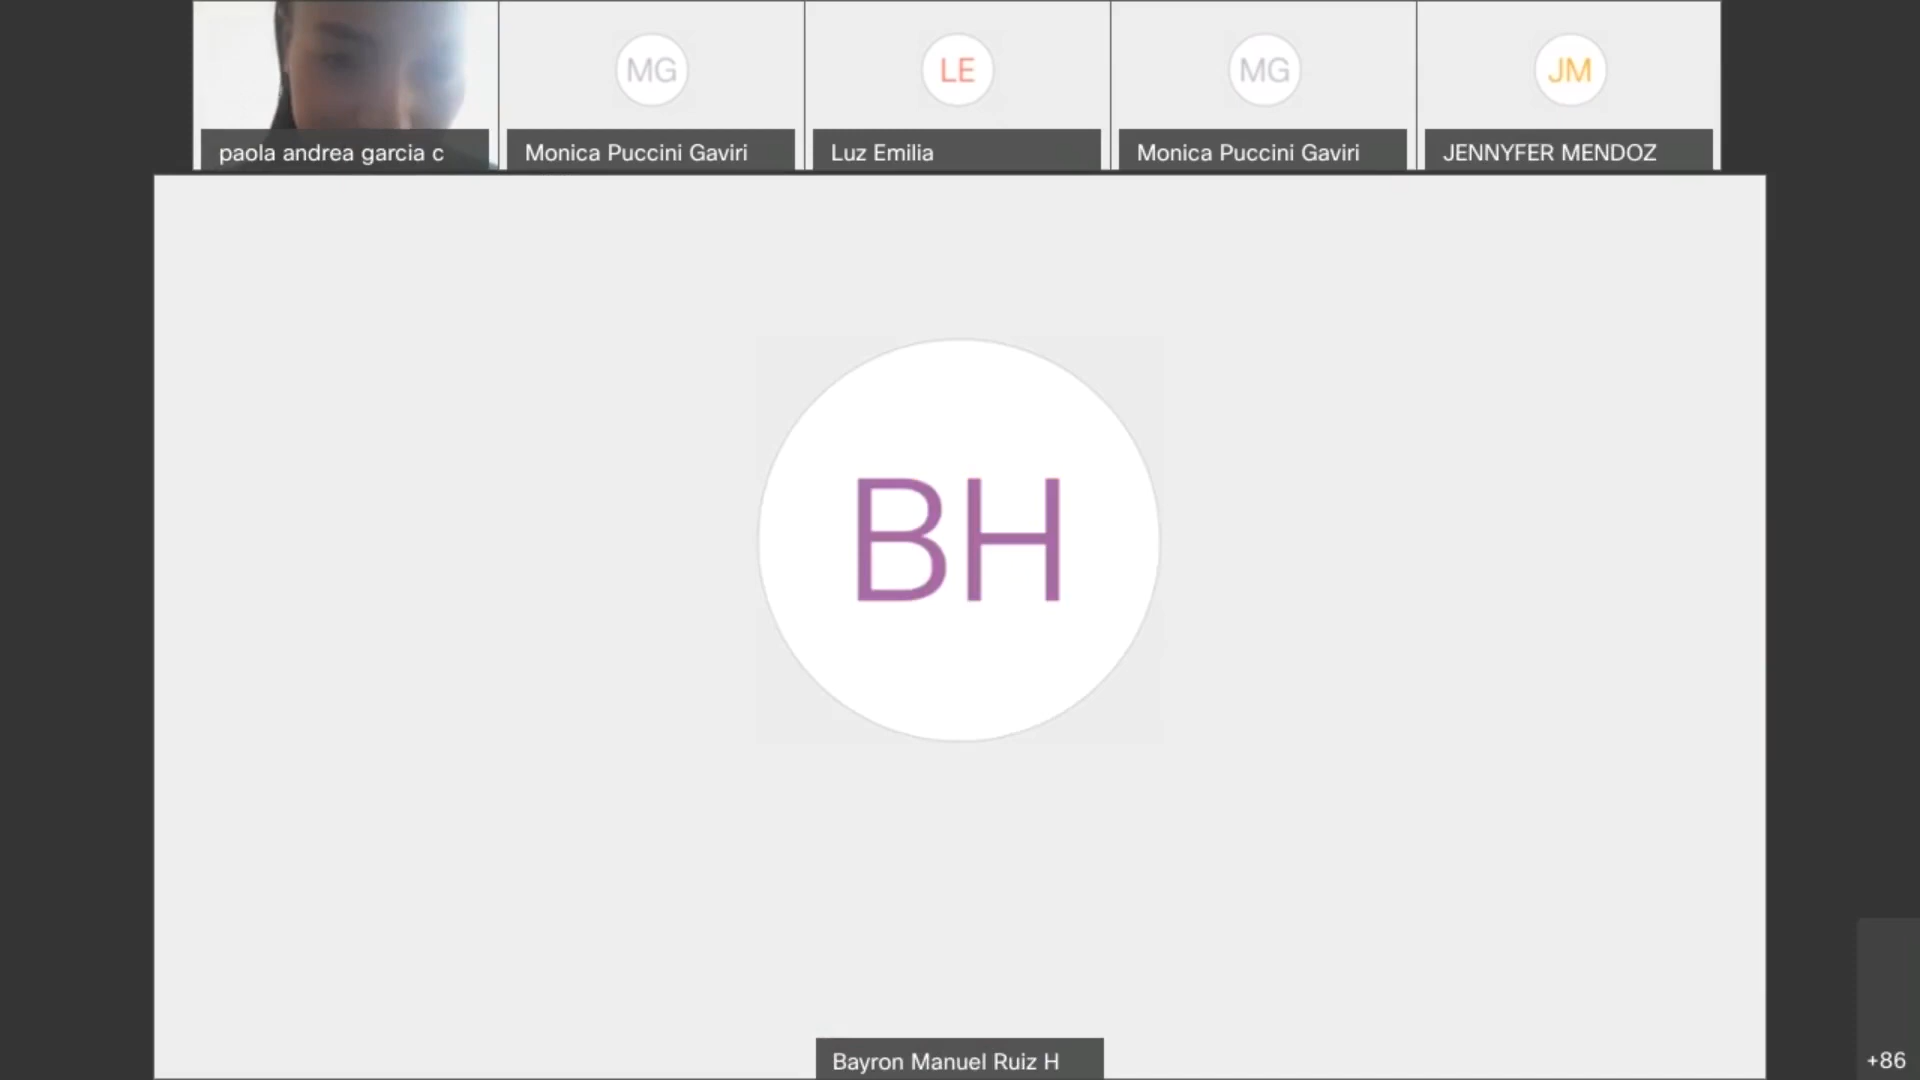 MG
LE
MG
JM
paola andrea garcia c
Monica Puccini Gaviri
Luz Emilia
Monica Puccini Gaviri
JENNYFER MENDOZ
BH
Bayron Manuel Ruiz H
+86